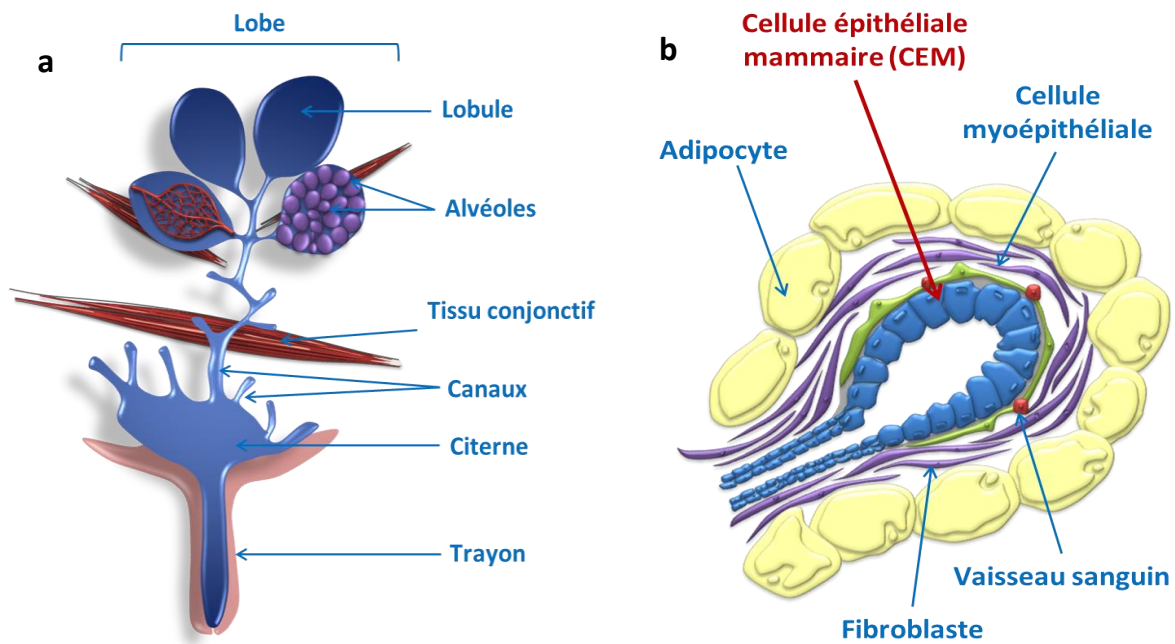 Lobe
a
Lobule
Alvéoles
Tissu conjonctif
Canaux
Citerne
Trayon
b
Cellule épithéliale
mammaire (CEM)
Cellule
myoépithéliale
Adipocyte
Vaisseau sanguin
Fibroblaste